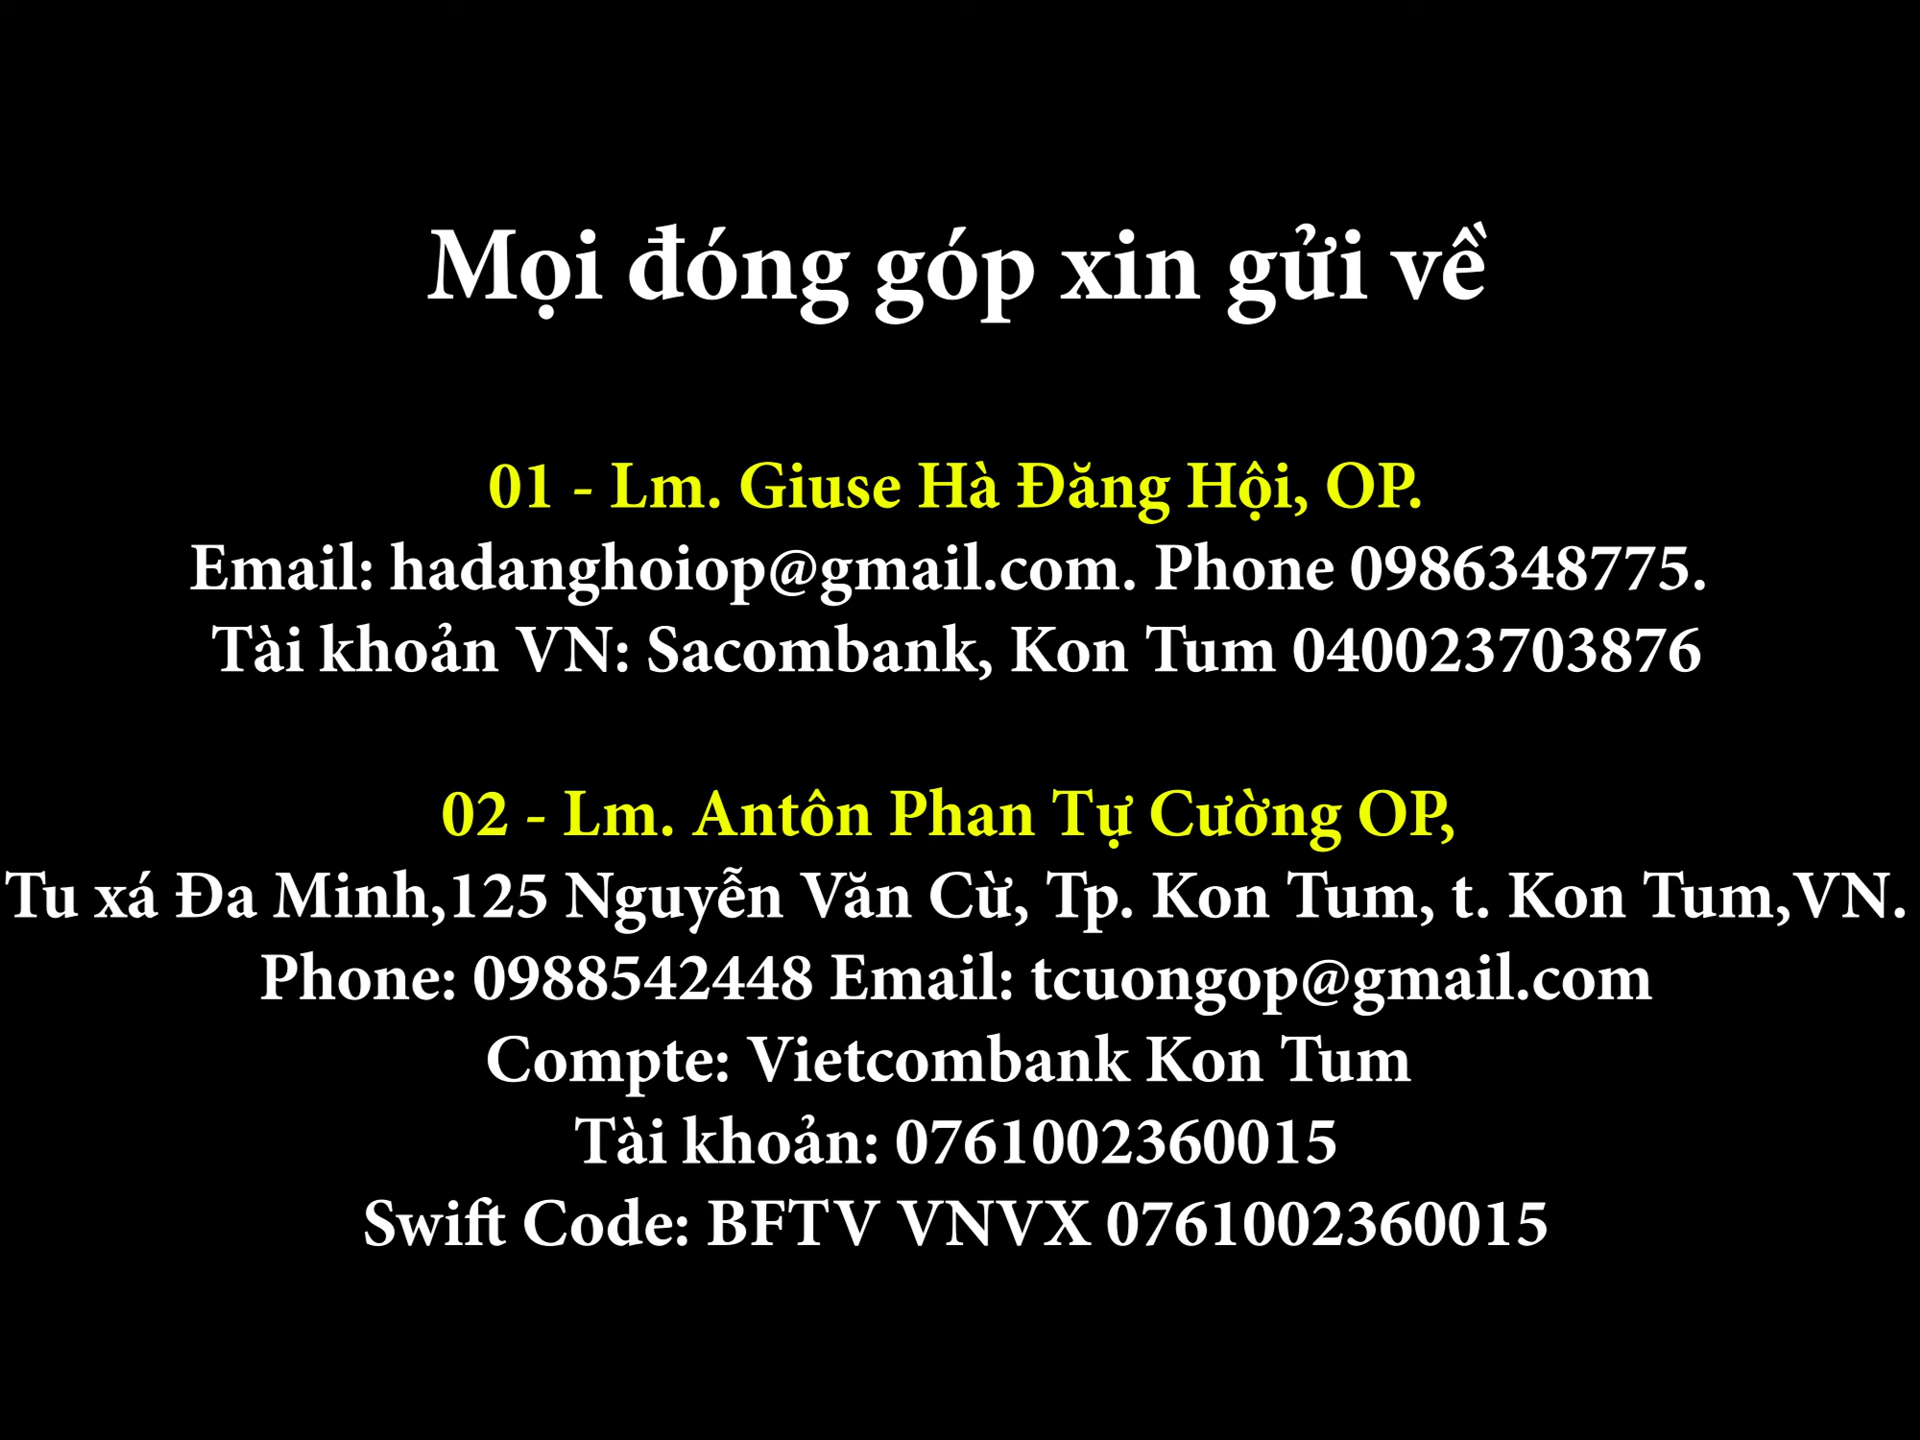 Mọi đóng góp xin gửi về
01 - Lm. Giuse Hà Đăng Hội, OP.
Email: hadanghoiop@gmail.com. Phone 0986348775.
Tài khoản VN: Sacombank, Kon Tum 040023703876
02 - Lm. Antôn Phan Tự Cường OP,
Tu xá Đa Minh,125 Nguyễn Văn Cừ, Tp. Kon Tum, t. Kon Tum,VN.
Phone: 0988542448 Email: tcuongop@gmail.com
Compte: Vietcombank Kon Tum
Tài khoản: 0761002360015
Swift Code: BFTV VNVX 0761002360015